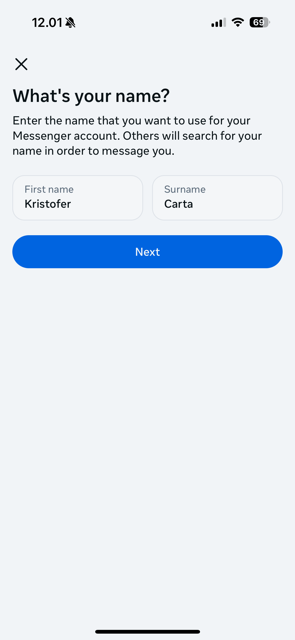 12.01
69
What's your name?
Enter the name that you want to use for your
Messenger account. Others will search for your
name in order to message you.
First name
Surname
Kristofer
Carta
Next